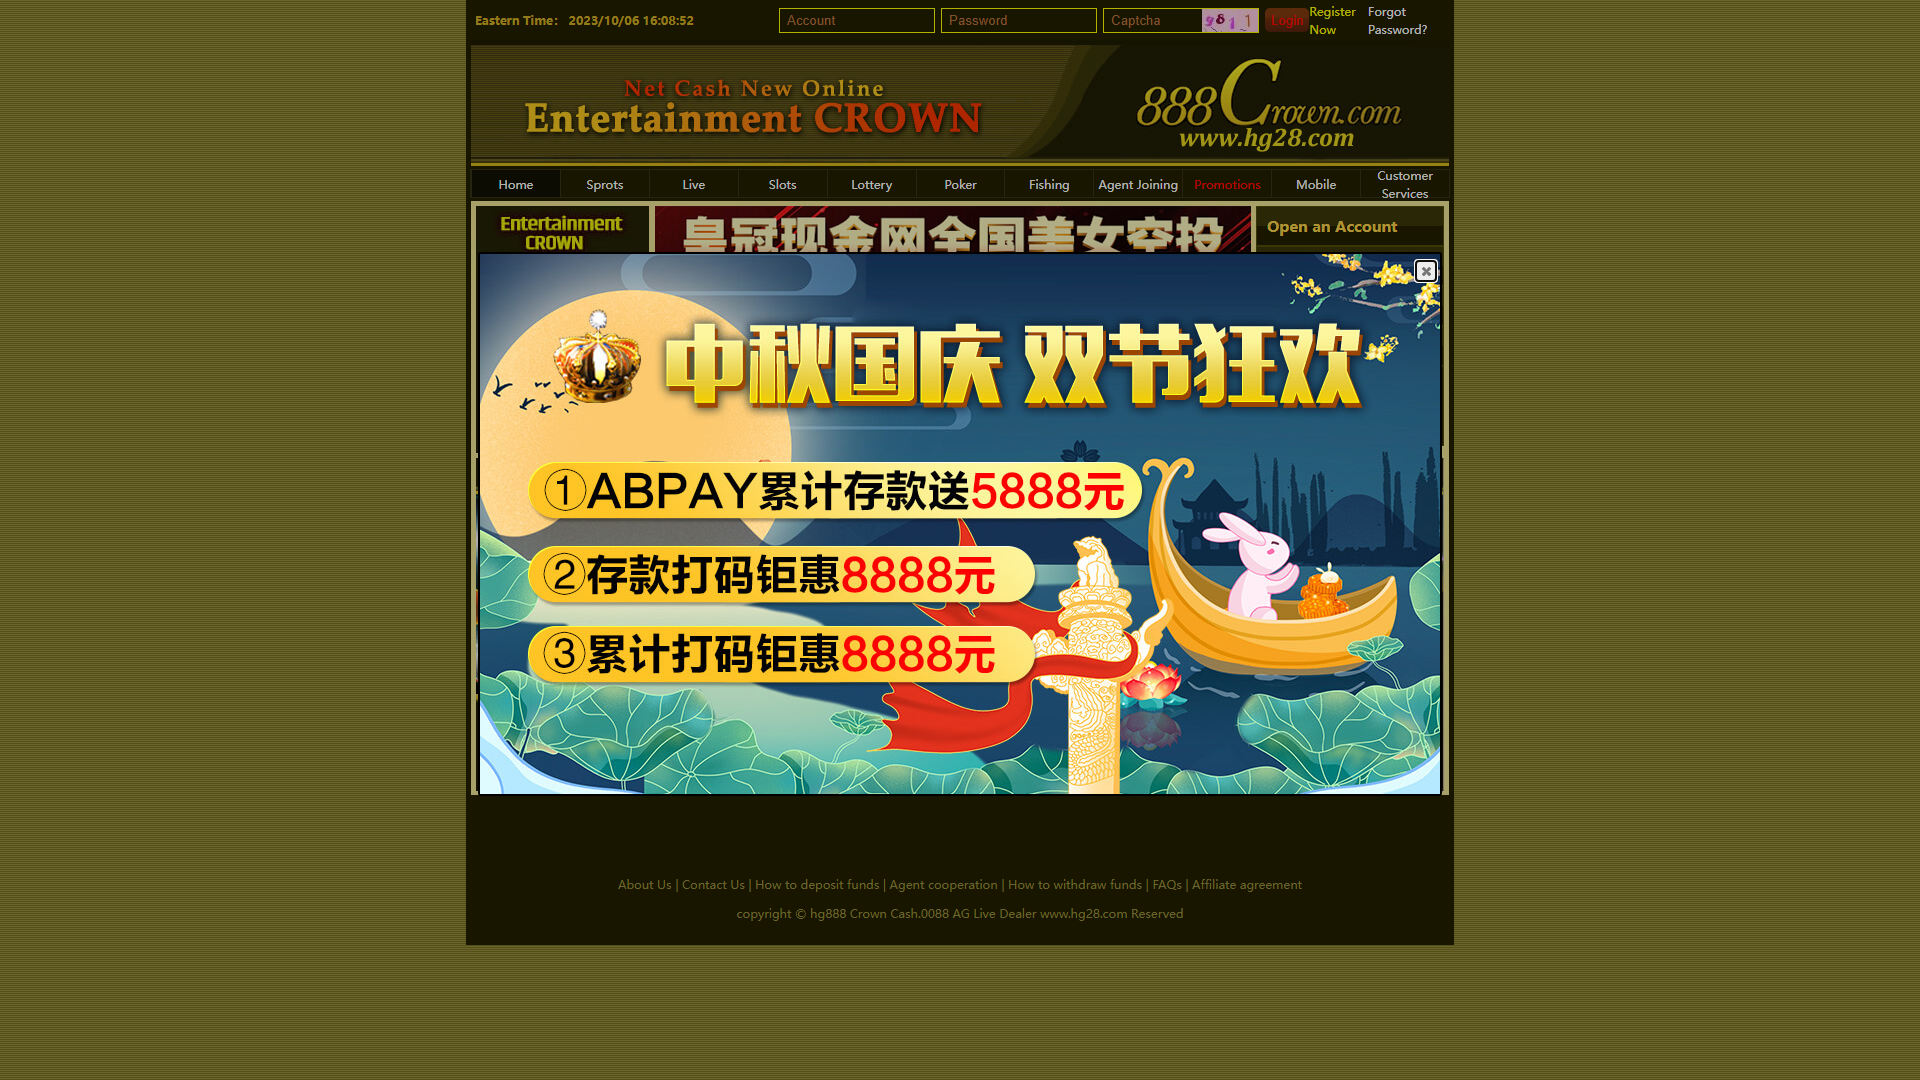 Eastern Time: 2023/10/06 16:08:52
Account
Password
Captcha
Login
Register Now
Forgot Password?
Net Cash New Online
Entertainment CROWN
888Crown.com
www.hg28.com
Home
Sprots
Live
Slots
Lottery
Poker
Fishing
Agent Joining
Promotions
Mobile
Customer Services
Entertainment
CROWN
皇冠现金网全国美女空投
Open an Account
中秋国庆 双节狂欢
①ABPAY累计存款送5888元
②存款打码钜惠8888元
③累计打码钜惠8888元
About Us | Contact Us | How to deposit funds | Agent cooperation | How to withdraw funds | FAQs | Affiliate agreement
copyright © hg888 Crown Cash.0088 AG Live Dealer www.hg28.com Reserved